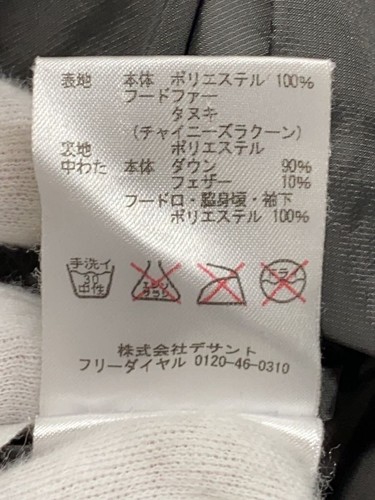 表地 本体 ポリエステル 100%
フードファー
タヌキ
(チャイニーズラクーン)
裏地 ポリエステル
中わた 本体 ダウン 90%
フェザー 10%
フード口・脇身頃・袖下
ポリエステル 100%
手洗イ 30 中性 エンソサラシ ドライ
株式会社デサント
フリーダイヤル 0120-46-0310